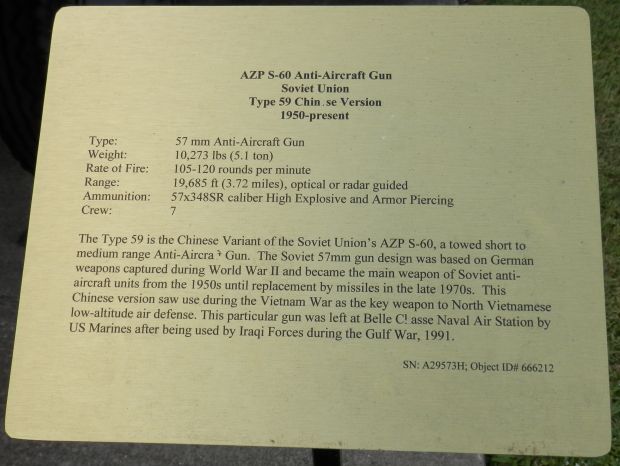 AZP S-60 Anti-Aircraft Gun
Soviet Union
Type 59 Chin se Version
1950-present
Type: 57 mm Anti-Aircraft Gun
Weight: 10,273 lbs (5.1 ton)
Rate of Fire: 105-120 rounds per minute
Range: 19,685 ft (3.72 miles), optical or radar guided
Ammunition: 57x348SR caliber High Explosive and Armor Piercing
Crew: 7
The Type 59 is the Chinese Variant of the Soviet Union's AZP S-60, a towed short to
medium range Anti-Aircra Gun. The Soviet 57mm gun design was based on German
weapons captured during World War II and became the main weapon of Soviet anti-
aircraft units from the 1950s until replacement by missiles in the late 1970s. This
Chinese version saw use during the Vietnam War as the key weapon to North Vietnamese
low-altitude air defense. This particular gun was left at Belle C asse Naval Air Station by
US Marines after being used by Iraqi Forces during the Gulf War, 1991.
SN: A29573H; Object ID# 666212